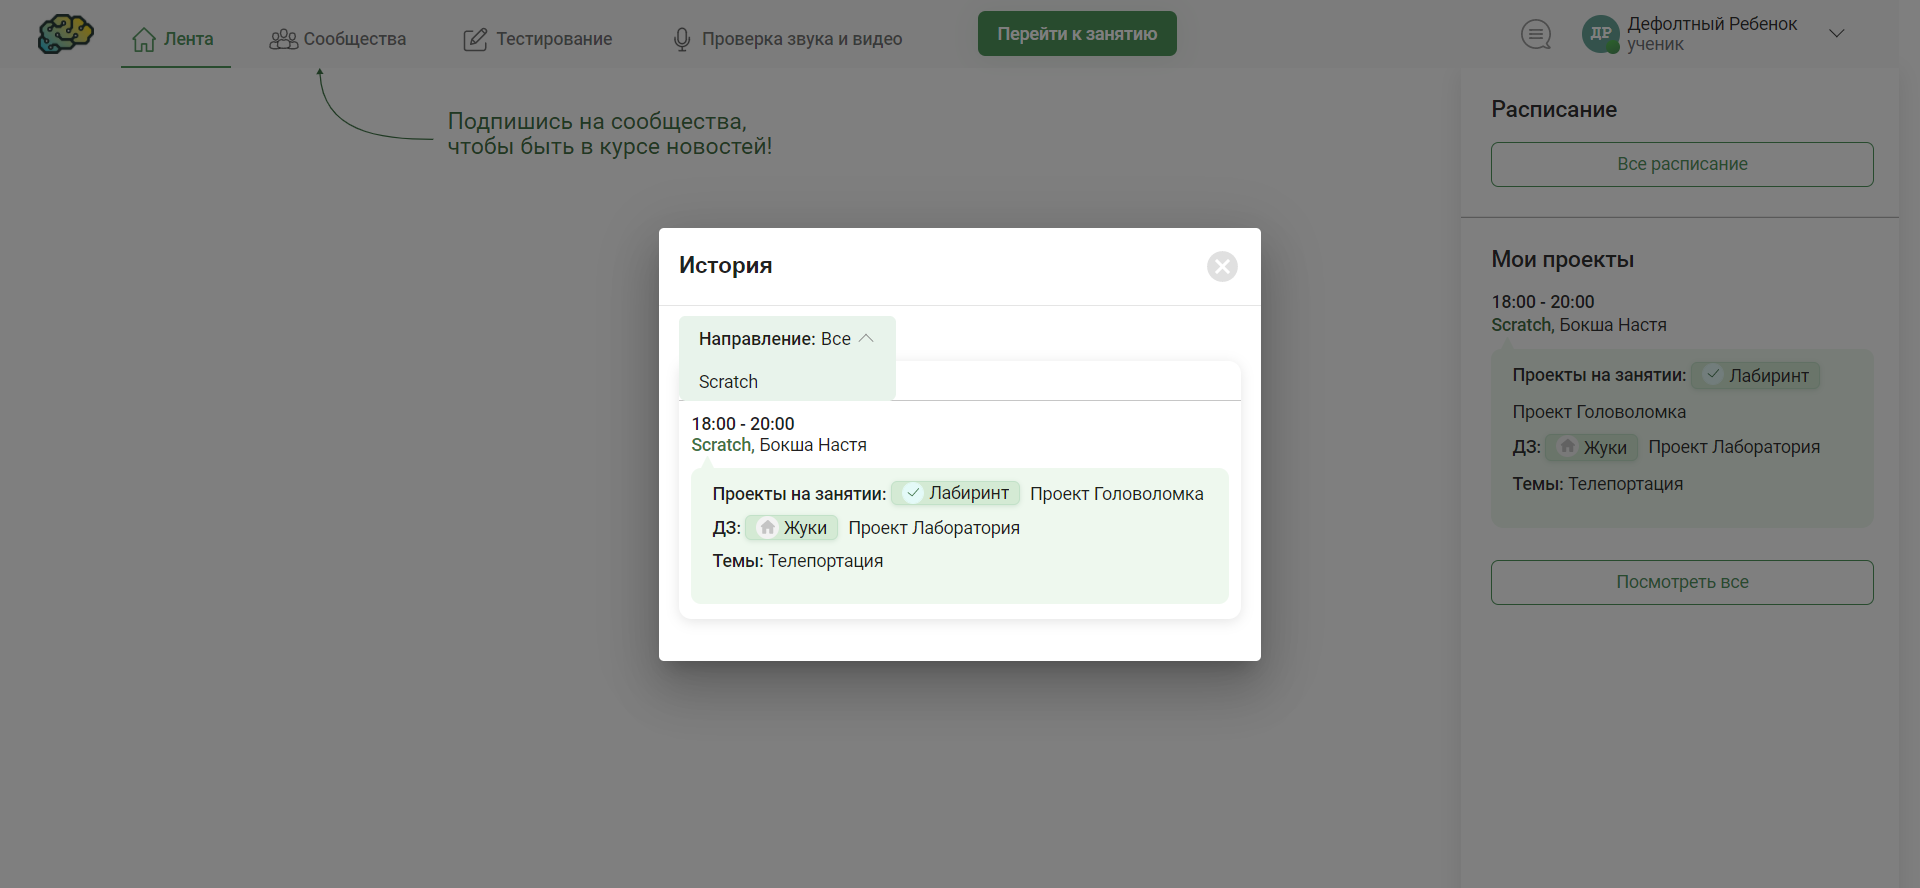 Лента
Сообщества
Тестирование
Проверка звука и видео
Перейти к занятию
ДР
Дефолтный Ребенок
ученик
Подпишись на сообщества,
чтобы быть в курсе новостей!
История
Направление: Все
Scratch
18:00 - 20:00
Scratch, Бокша Настя
Проекты на занятии: Лабиринт Проект Головоломка
ДЗ: Жуки Проект Лаборатория
Темы: Телепортация
Расписание
Все расписание
Мои проекты
18:00 - 20:00
Scratch, Бокша Настя
Проекты на занятии: Лабиринт
Проект Головоломка
ДЗ: Жуки Проект Лаборатория
Темы: Телепортация
Посмотреть все